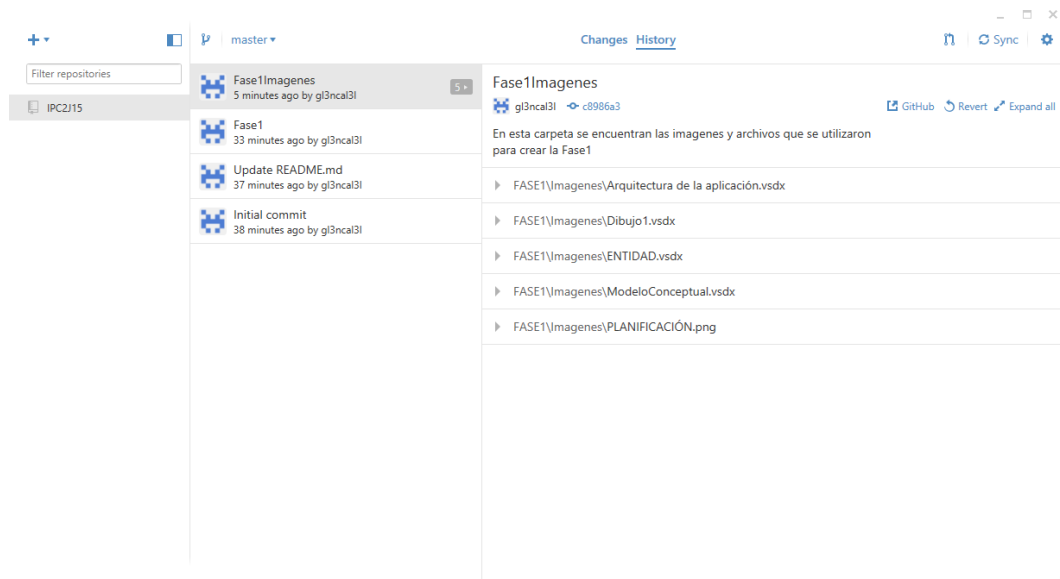 master
Changes History
Sync
Filter repositories
IPC2J15
Fase1Imagenes
5 minutes ago by gl3ncal3l
5
Fase1
33 minutes ago by gl3ncal3l
Update README.md
37 minutes ago by gl3ncal3l
Initial commit
38 minutes ago by gl3ncal3l
Fase1Imagenes
gl3ncal3l c8986a3
GitHub Revert Expand all
En esta carpeta se encuentran las imagenes y archivos que se utilizaron
para crear la Fase1
FASE1\Imagenes\Arquitectura de la aplicación.vsdx
FASE1\Imagenes\Dibujo1.vsdx
FASE1\Imagenes\ENTIDAD.vsdx
FASE1\Imagenes\ModeloConceptual.vsdx
FASE1\Imagenes\PLANIFICACIÓN.png